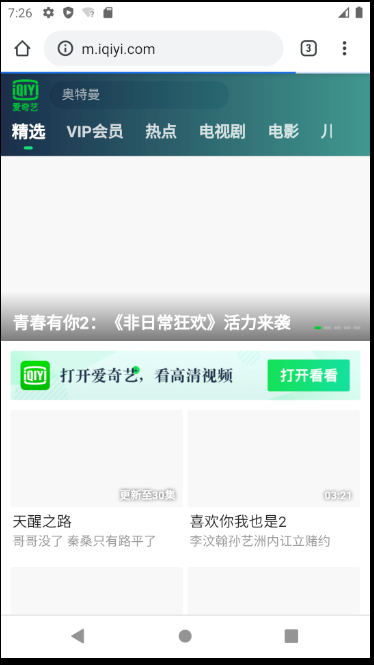 7:26
m.iqiyi.com
3
iQIY
爱奇艺
奥特曼
精选 VIP会员 热点 电视剧 电影
青春有你2：《非日常狂欢》活力来袭
iQIY 打开爱奇艺，看高清视频 打开看看
更新至30集 03:21
天醒之路 喜欢你我也是2
哥哥没了 秦桑只有路平了 李汶翰孙艺洲内讧立赌约